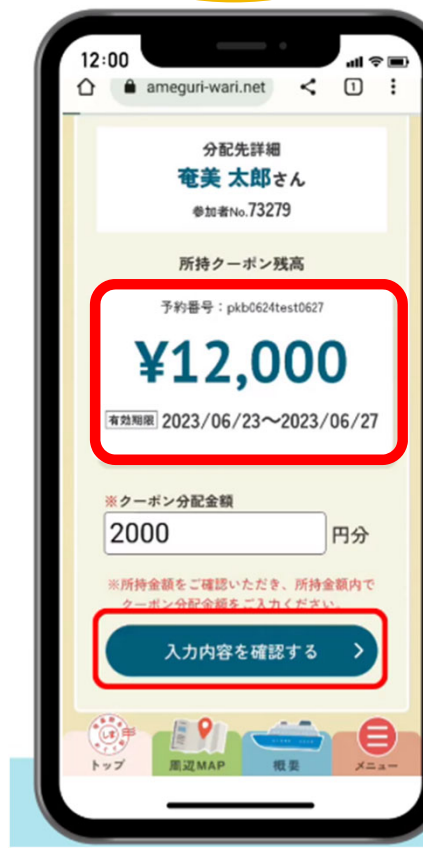 12:00
ameguri-wari.net
1
分配先詳細
奄美 太郎さん
参加者No.73279
所持クーポン残高
予約番号：pkb0624test0627
¥12,000
有効期限 2023/06/23～2023/06/27
※クーポン分配金額
2000 円分
※所持金額をご確認いただき、所持金額内で
クーポン分配金額をご入力ください。
入力内容を確認する
しま
トップ 周辺MAP 概要 メニュー